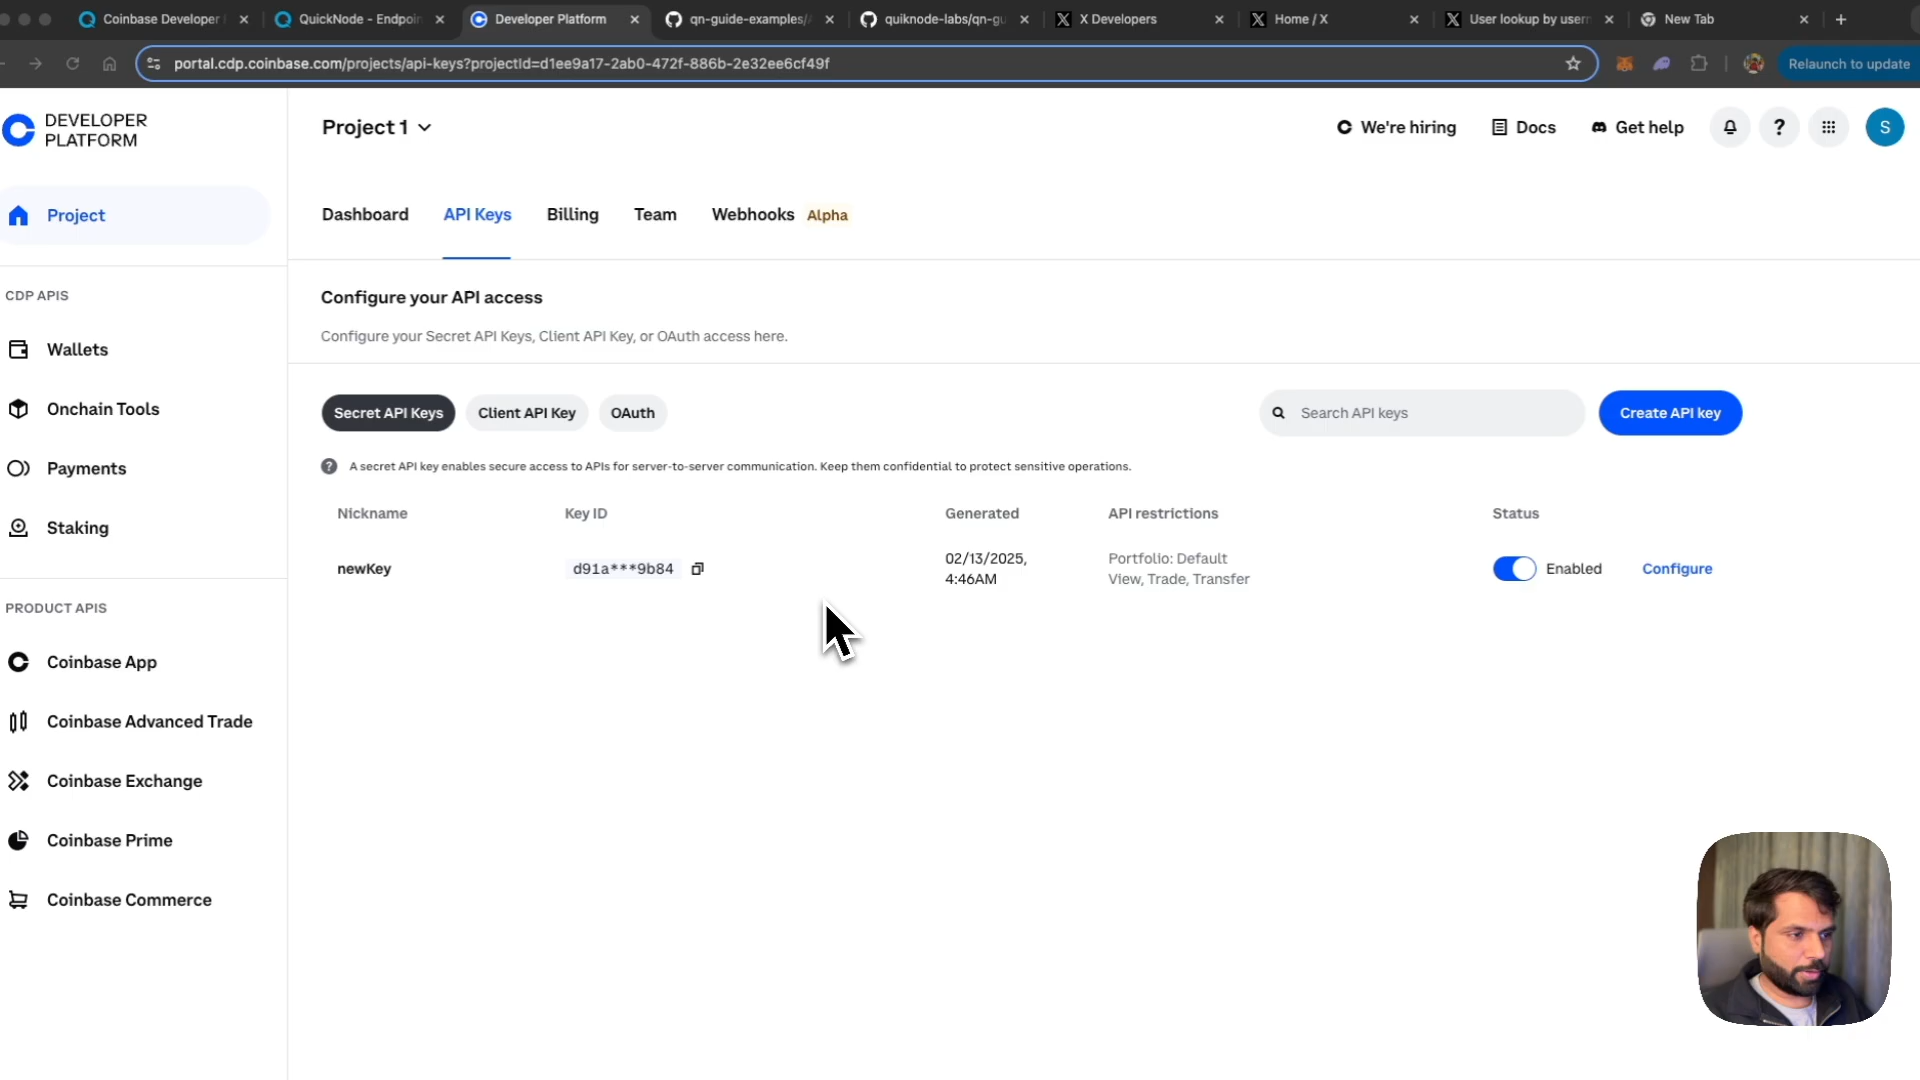 Coinbase Developer
QuickNode - Endpoin
Developer Platform
qn-guide-examples/
quiknode-labs/qn-gu
X Developers
Home / X
User lookup by usern
New Tab
portal.cdp.coinbase.com/projects/api-keys?projectId=d1ee9a17-2ab0-472f-886b-2e32ee6cf49f
Relaunch to update
DEVELOPER
PLATFORM
Project 1
We're hiring
Docs
Get help
?
S
Project
Dashboard
API Keys
Billing
Team
Webhooks Alpha
CDP APIS
Wallets
Onchain Tools
Payments
Staking
PRODUCT APIS
Coinbase App
Coinbase Advanced Trade
Coinbase Exchange
Coinbase Prime
Coinbase Commerce
Configure your API access
Configure your Secret API Keys, Client API Key, or OAuth access here.
Secret API Keys
Client API Key
OAuth
Search API keys
Create API key
? A secret API key enables secure access to APIs for server-to-server communication. Keep them confidential to protect sensitive operations.
Nickname
Key ID
Generated
API restrictions
Status
newKey
d91a***9b84
02/13/2025,
4:46AM
Portfolio: Default
View, Trade, Transfer
Enabled
Configure